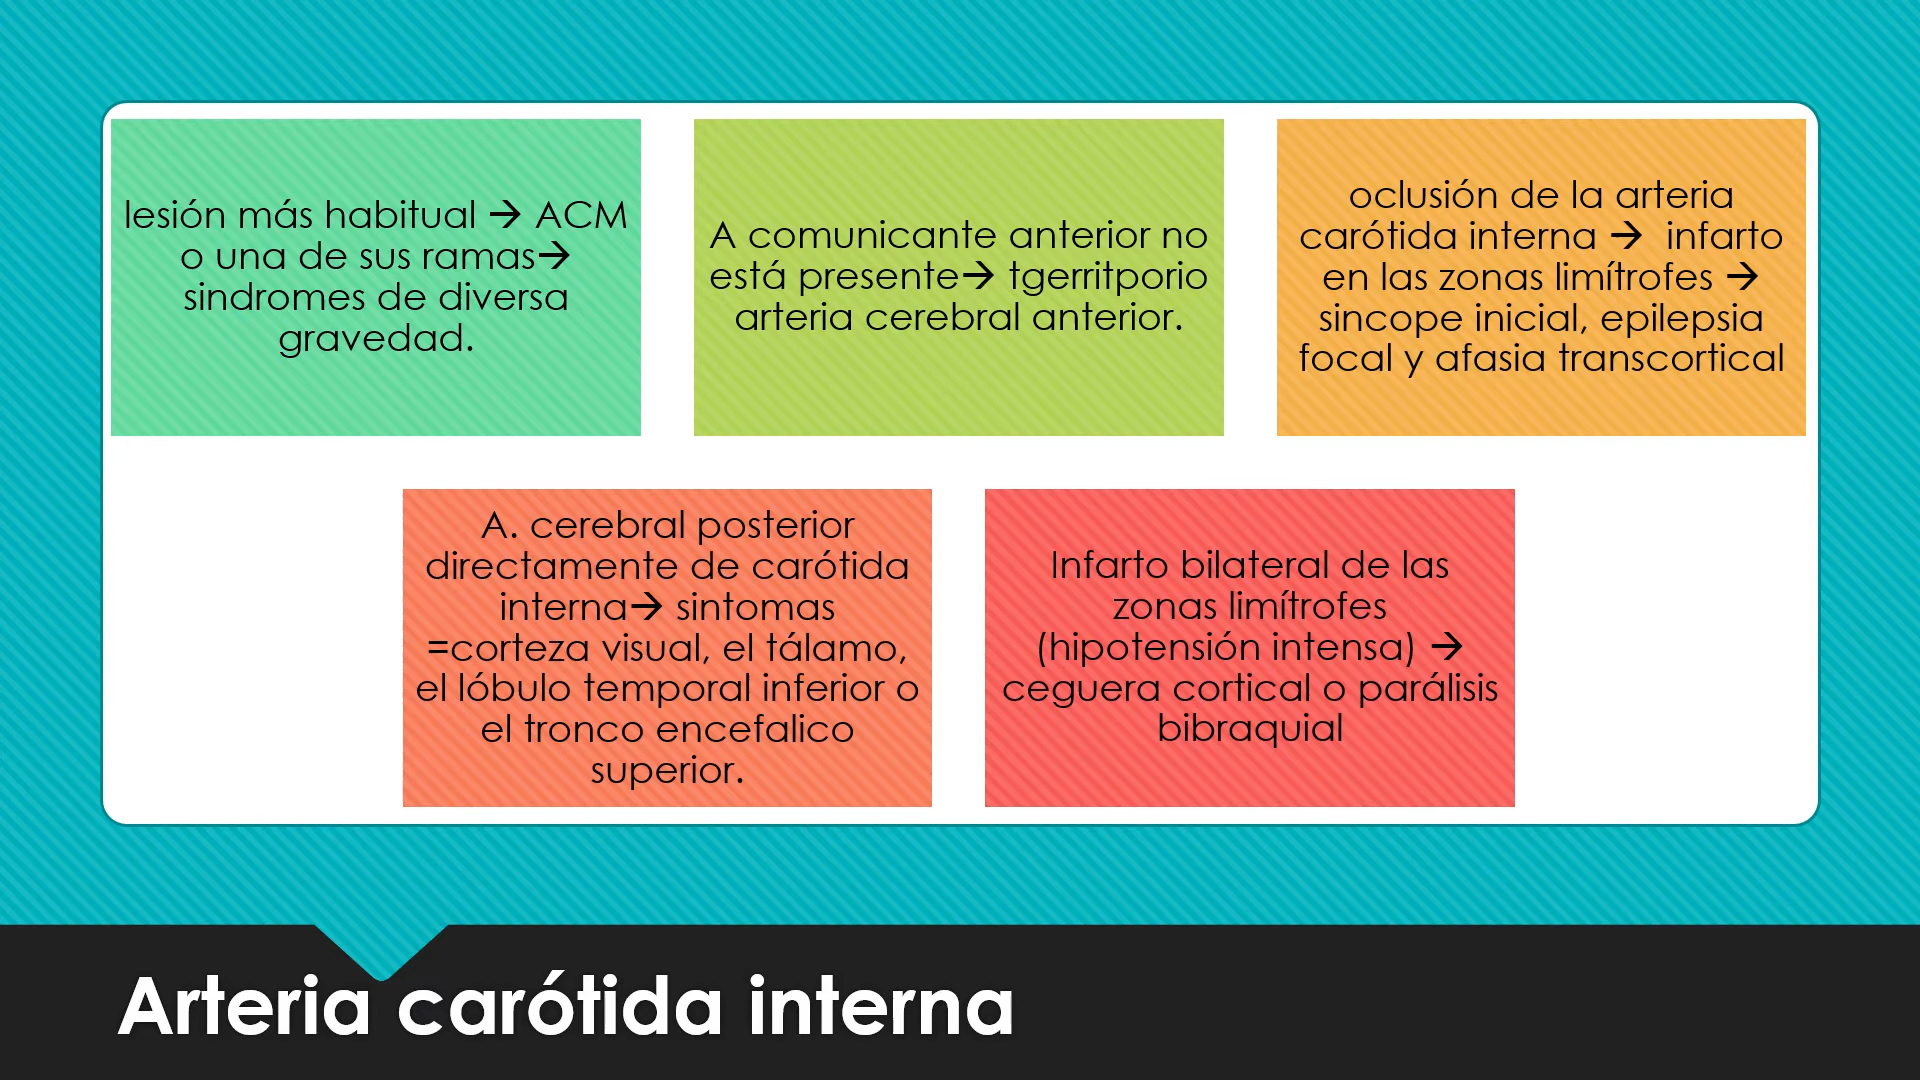 lesión más habitual → ACM
o una de sus ramas→
sindromes de diversa
gravedad.
A comunicante anterior no
está presente→ tgerritporio
arteria cerebral anterior.
oclusión de la arteria
carótida interna → infarto
en las zonas limítrofes →
sincope inicial, epilepsia
focal y afasia transcortical
A. cerebral posterior
directamente de carótida
interna→ sintomas
=corteza visual, el tálamo,
el lóbulo temporal inferior o
el tronco encefalico
superior.
Infarto bilateral de las
zonas limítrofes
(hipotensión intensa) →
ceguera cortical o parálisis
bibraquial
Arteria carótida interna